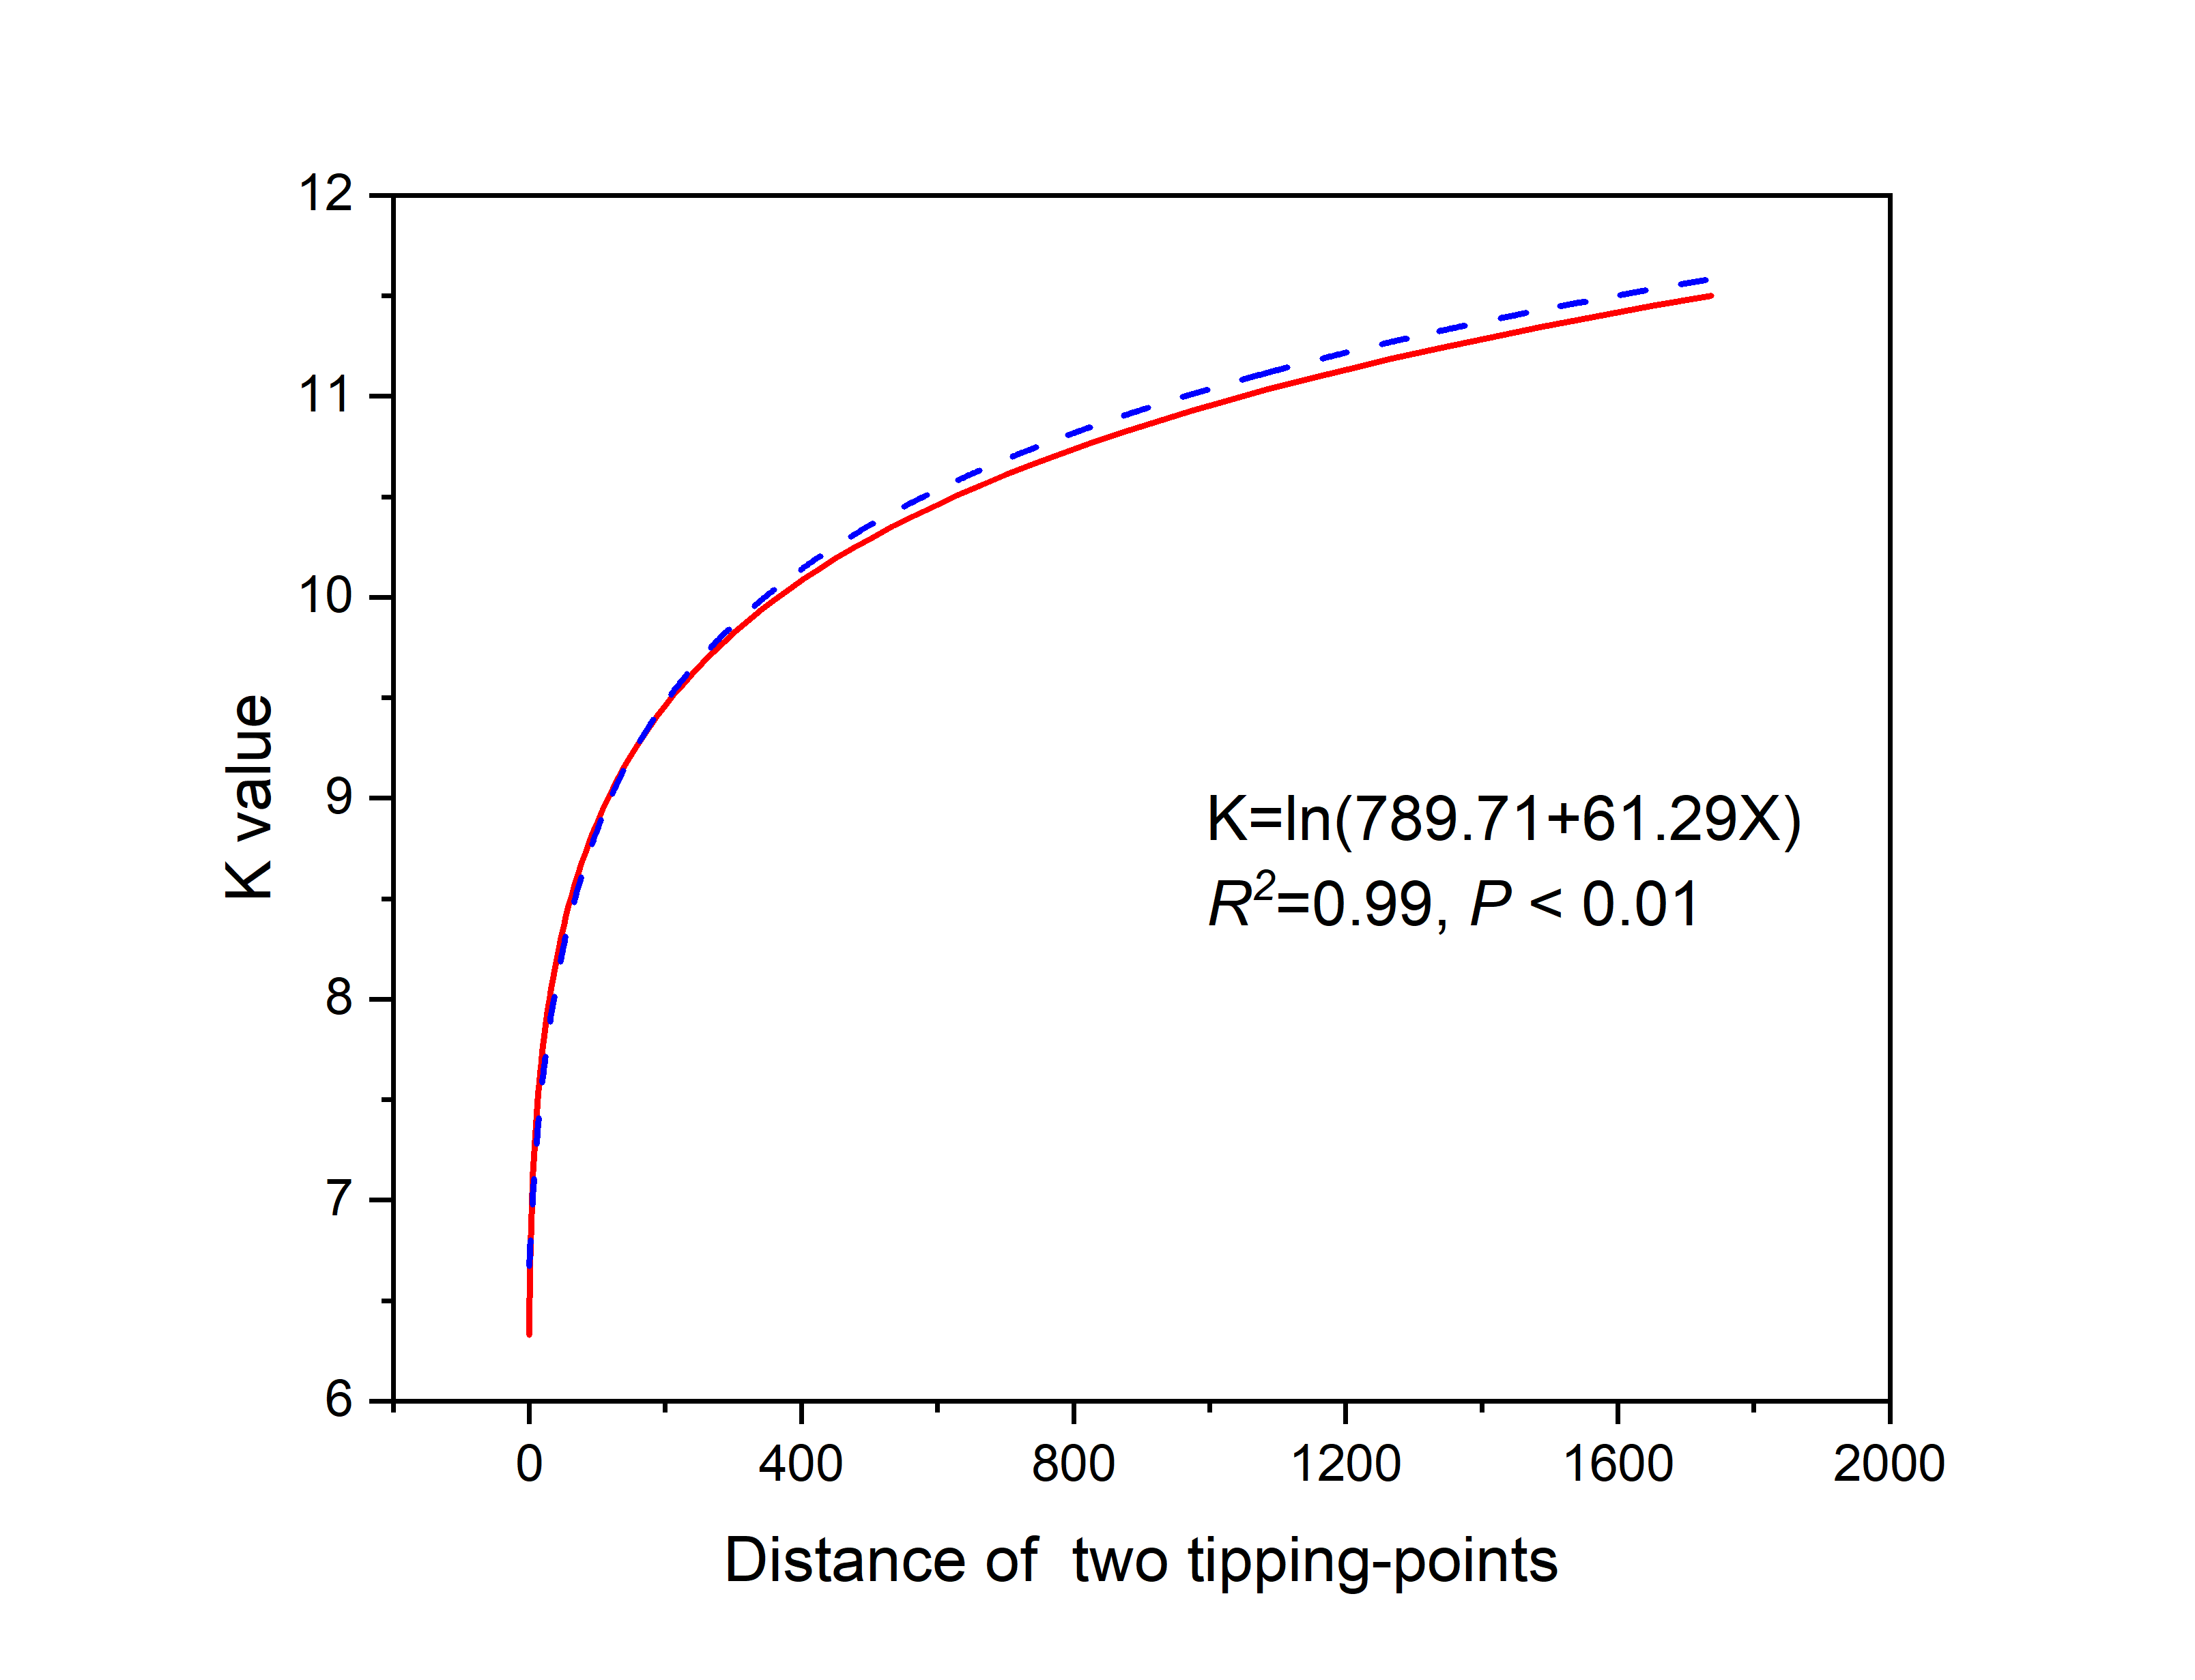 12
11
10
9
8
7
6
K value
K=ln(789.71+61.29X)
R²=0.99, P < 0.01
0 400 800 1200 1600 2000
Distance of  two tipping-points